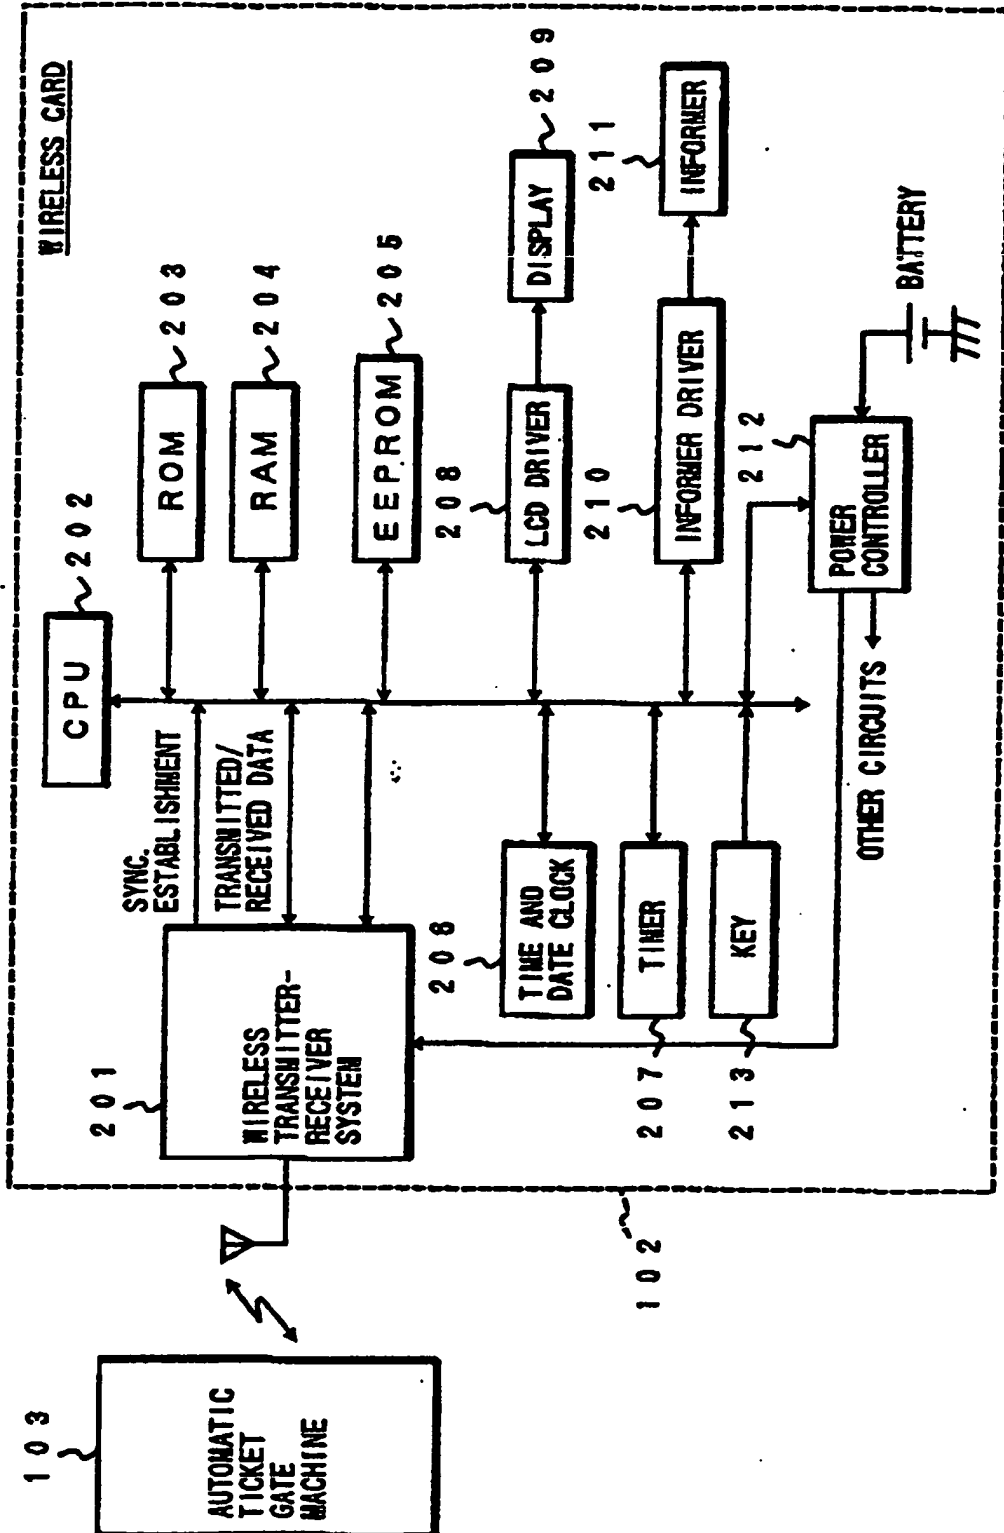 WIRELESS CARD
103
AUTOMATIC
TICKET
GATE
MACHINE
102
201
WIRELESS
TRANSMITTER-
RECEIVER
SYSTEM
SYNC.
ESTABLISHMENT
TRANSMITTED/
RECEIVED DATA
CPU
202
ROM
203
RAM
204
EEPROM
205
206
TIME AND
DATE CLOCK
TIMER
207
KEY
213
208
LCD DRIVER
DISPLAY
209
210
INFORMER DRIVER
211
INFORMER
212
POWER
CONTROLLER
BATTERY
OTHER CIRCUITS